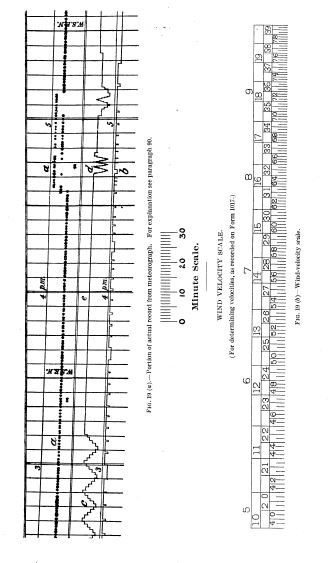 3 4 p.m. 5
a W.S.E.N. d W.S.E.N.
c e d
3 4 p.m. b 5
FIG. 19 (a).—Portion of actual record from meteorograph. For explanation see paragraph 90.
0 10 20 30
Minute Scale.
WIND VELOCITY SCALE.
(For determining velocities, as recorded on Form 1017.)
5 6 7 8 9
10 11 12 13 14 15 16 17 18 19
20 21 22 23 24 25 26 27 28 29 30 31 32 33 34 35 36 37 38 39
40 42 44 46 48 50 52 54 56 58 60 62 64 66 68 70 72 74 76 78
FIG. 19 (b)—Wind-velocity scale.